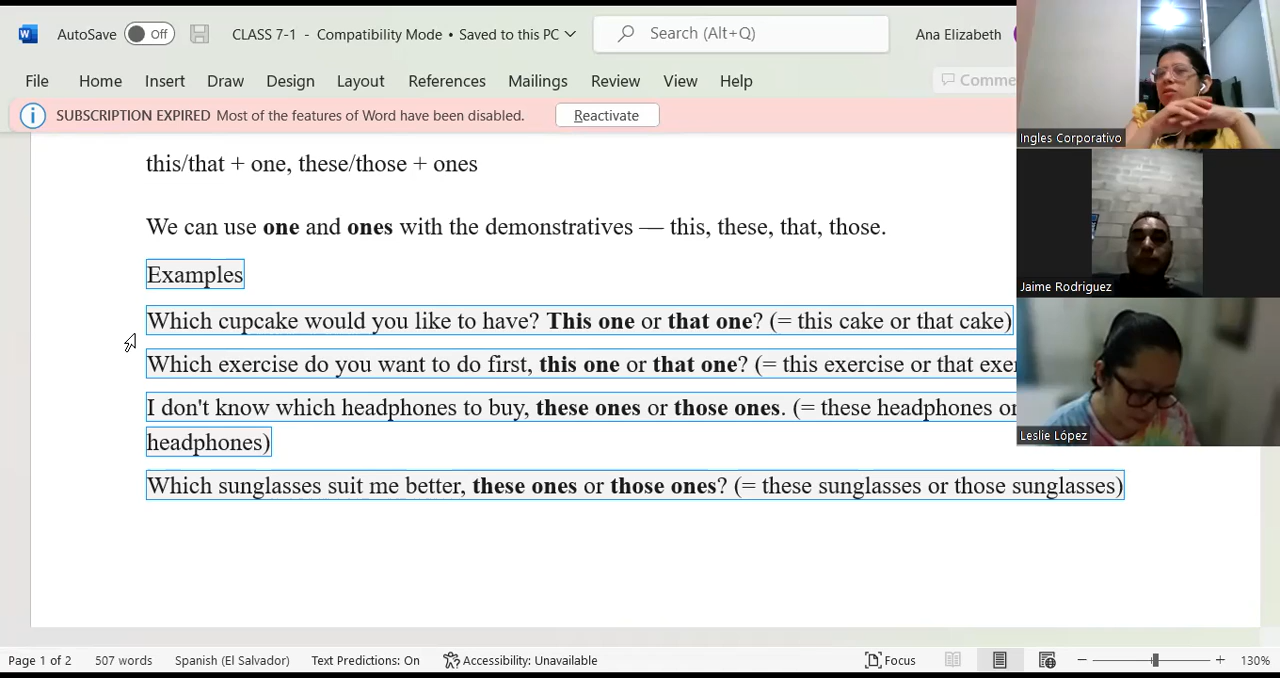 AutoSave Off CLASS 7-1 - Compatibility Mode • Saved to this PC Search (Alt+Q) Ana Elizabeth
File Home Insert Draw Design Layout References Mailings Review View Help Comme
SUBSCRIPTION EXPIRED Most of the features of Word have been disabled. Reactivate
Ingles Corporativo
this/that + one, these/those + ones
We can use one and ones with the demonstratives — this, these, that, those.
Examples
Jaime Rodriguez
Which cupcake would you like to have? This one or that one? (= this cake or that cake)
Which exercise do you want to do first, this one or that one? (= this exercise or that exer
I don't know which headphones to buy, these ones or those ones. (= these headphones or
Leslie López
headphones)
Which sunglasses suit me better, these ones or those ones? (= these sunglasses or those sunglasses)
Page 1 of 2 507 words Spanish (El Salvador) Text Predictions: On Accessibility: Unavailable Focus 130%